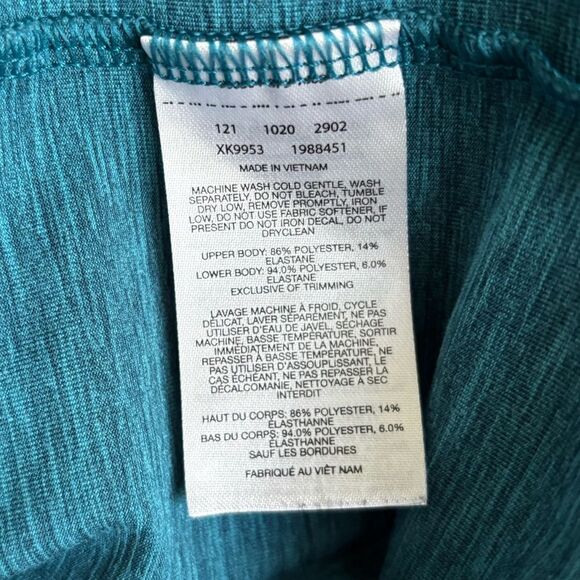 121 1020 2902
XK9953 1988451
MADE IN VIETNAM
MACHINE WASH COLD GENTLE, WASH
SEPARATELY, DO NOT BLEACH, TUMBLE
DRY LOW, REMOVE PROMPTLY, IRON
LOW, DO NOT USE FABRIC SOFTENER, IF
PRESENT DO NOT IRON DECAL, DO NOT
DRYCLEAN
UPPER BODY: 86% POLYESTER, 14%
ELASTANE
LOWER BODY: 94.0% POLYESTER, 6.0%
ELASTANE
EXCLUSIVE OF TRIMMING
LAVAGE MACHINE À FROID, CYCLE
DÉLICAT, LAVER SÉPARÉMENT, NE PAS
UTILISER D'EAU DE JAVEL, SÉCHAGE
MACHINE, BASSE TEMPÉRATURE, SORTIR
IMMÉDIATEMENT DE LA MACHINE,
REPASSER À BASSE TEMPÉRATURE, NE
PAS UTILISER D'ASSOUPLISSANT, LE
CAS ÉCHÉANT, NE PAS REPASSER LA
DÉCALCOMANIE, NETTOYAGE À SEC
INTERDIT
HAUT DU CORPS: 86% POLYESTER, 14%
ÉLASTHANNE
BAS DU CORPS: 94.0% POLYESTER, 6.0%
ÉLASTHANNE
SAUF LES BORDURES
FABRIQUÉ AU VIÊT NAM